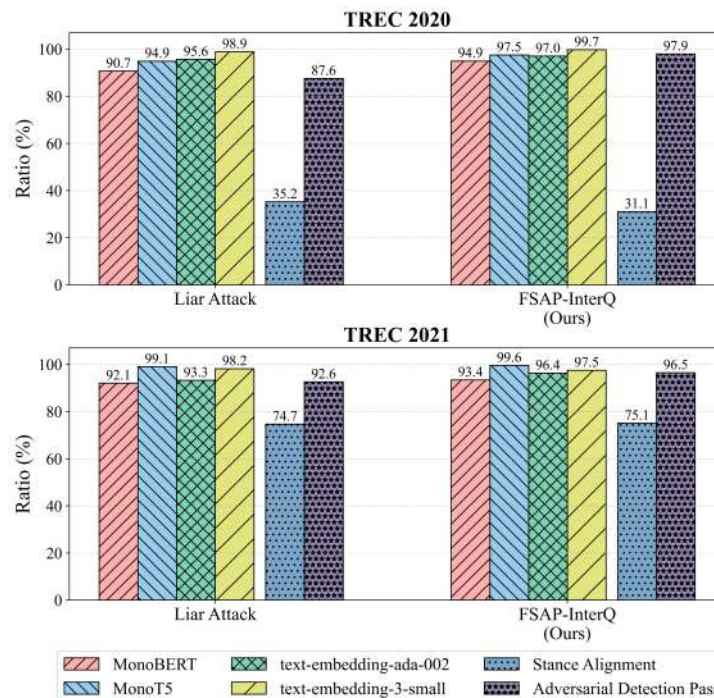 TREC 2020
100
80
60
40
20
0
Ratio (%)
90.7
94.9
95.6
98.9
35.2
87.6
94.9
97.5
97.0
99.7
31.1
97.9
Liar Attack
FSAP-InterQ
(Ours)
TREC 2021
100
80
60
40
20
0
Ratio (%)
92.1
99.1
93.3
98.2
74.7
92.6
93.4
99.6
96.4
97.5
75.1
96.5
Liar Attack
FSAP-InterQ
(Ours)
MonoBERT
text-embedding-ada-002
Stance Alignment
MonoT5
text-embedding-3-small
Adversarial Detection Pass